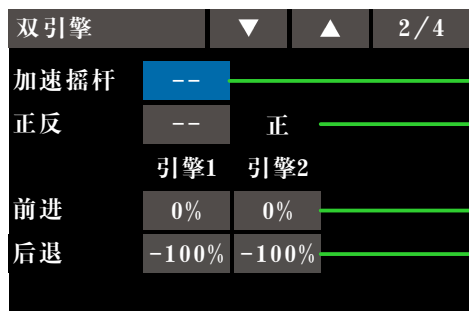 双引擎 ▼ ▲ 2/4
加速摇杆 --
正反 -- 正
引擎1 引擎2
前进 0% 0%
后退 -100% -100%